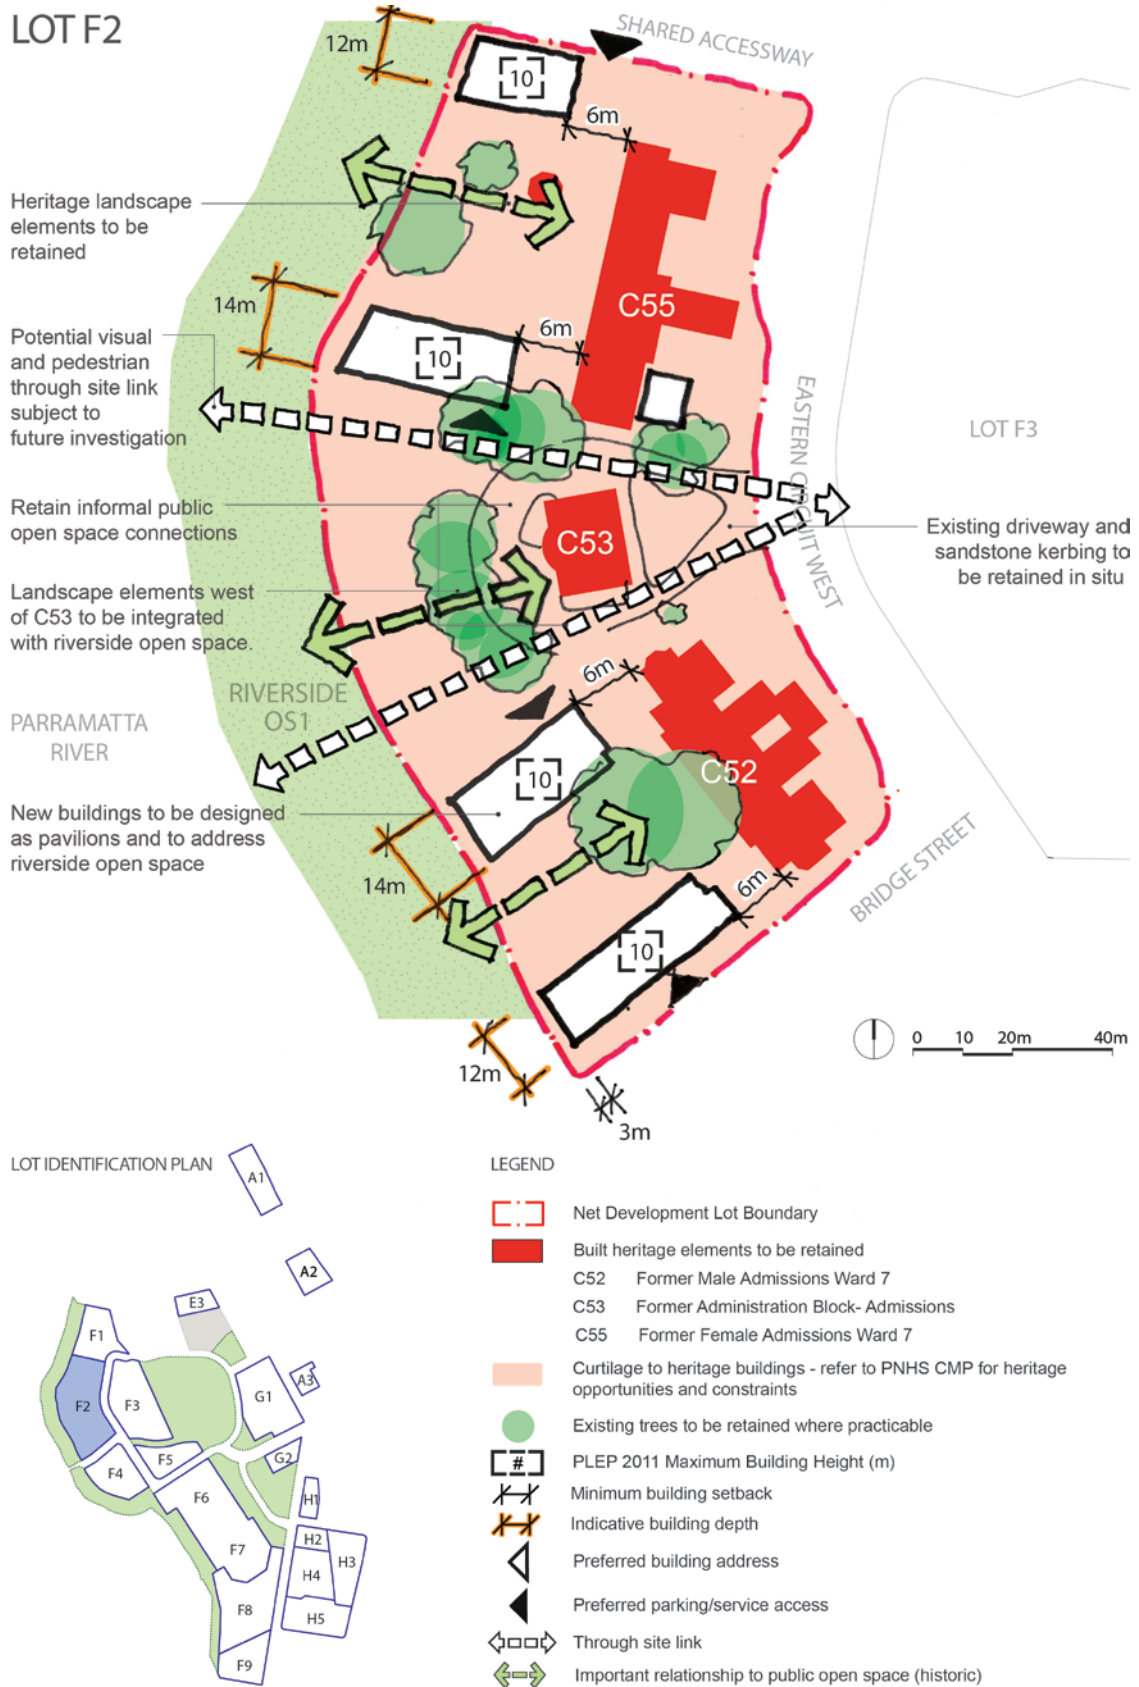 LOT F2
SHARED ACCESSWAY
12m
10
6m
Heritage landscape
elements to be
retained
14m
C55
6m
10
Potential visual
and pedestrian
through site link
subject to
future investigation
EASTERN CIRCUIT WEST
LOT F3
Retain informal public
open space connections
C53
Existing driveway and
sandstone kerbing to
be retained in situ
Landscape elements west
of C53 to be integrated
with riverside open space.
6m
RIVERSIDE
OS1
PARRAMATTA
RIVER
C52
10
New buildings to be designed
as pavilions and to address
riverside open space
BRIDGE STREET
14m
6m
10
0 10 20m 40m
12m
3m
LOT IDENTIFICATION PLAN
A1
A2
E3
F1
F2
F3
A3
G1
F4
F5
G2
F6
H1
F7
H2
H3
H4
F8
H5
F9
LEGEND
Net Development Lot Boundary
Built heritage elements to be retained
C52 Former Male Admissions Ward 7
C53 Former Administration Block- Admissions
C55 Former Female Admissions Ward 7
Curtilage to heritage buildings - refer to PNHS CMP for heritage
opportunities and constraints
Existing trees to be retained where practicable
# PLEP 2011 Maximum Building Height (m)
Minimum building setback
Indicative building depth
Preferred building address
Preferred parking/service access
Through site link
Important relationship to public open space (historic)